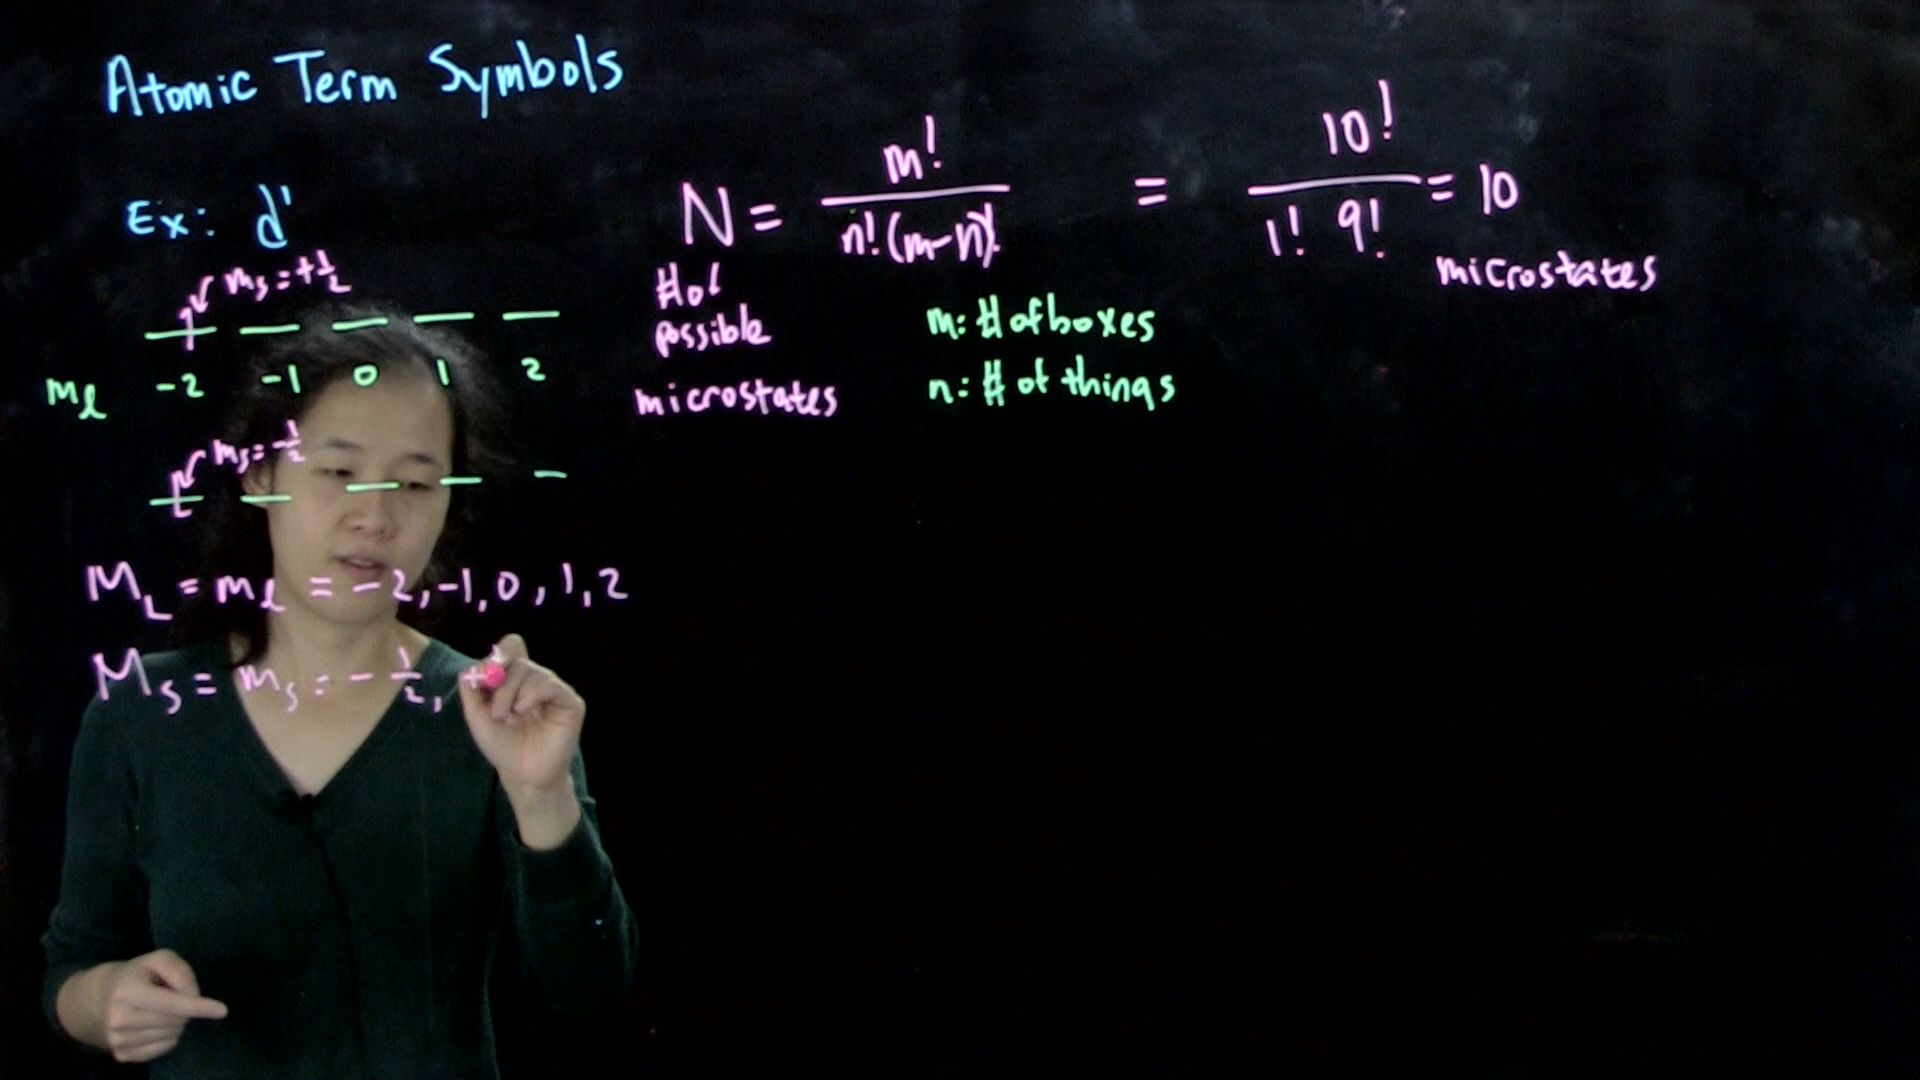 Atomic Term Symbols
Ex: d¹
m_s = +½
-2 -1 0 1 2
m_ℓ
m_s = -½
M_L = m_ℓ = -2, -1, 0, 1, 2
M_s = m_s = -½, +
N = m! / n!(m-n)! = 10! / 1! 9! = 10
microstates
# of
possible
microstates
m: # of boxes
n: # of things